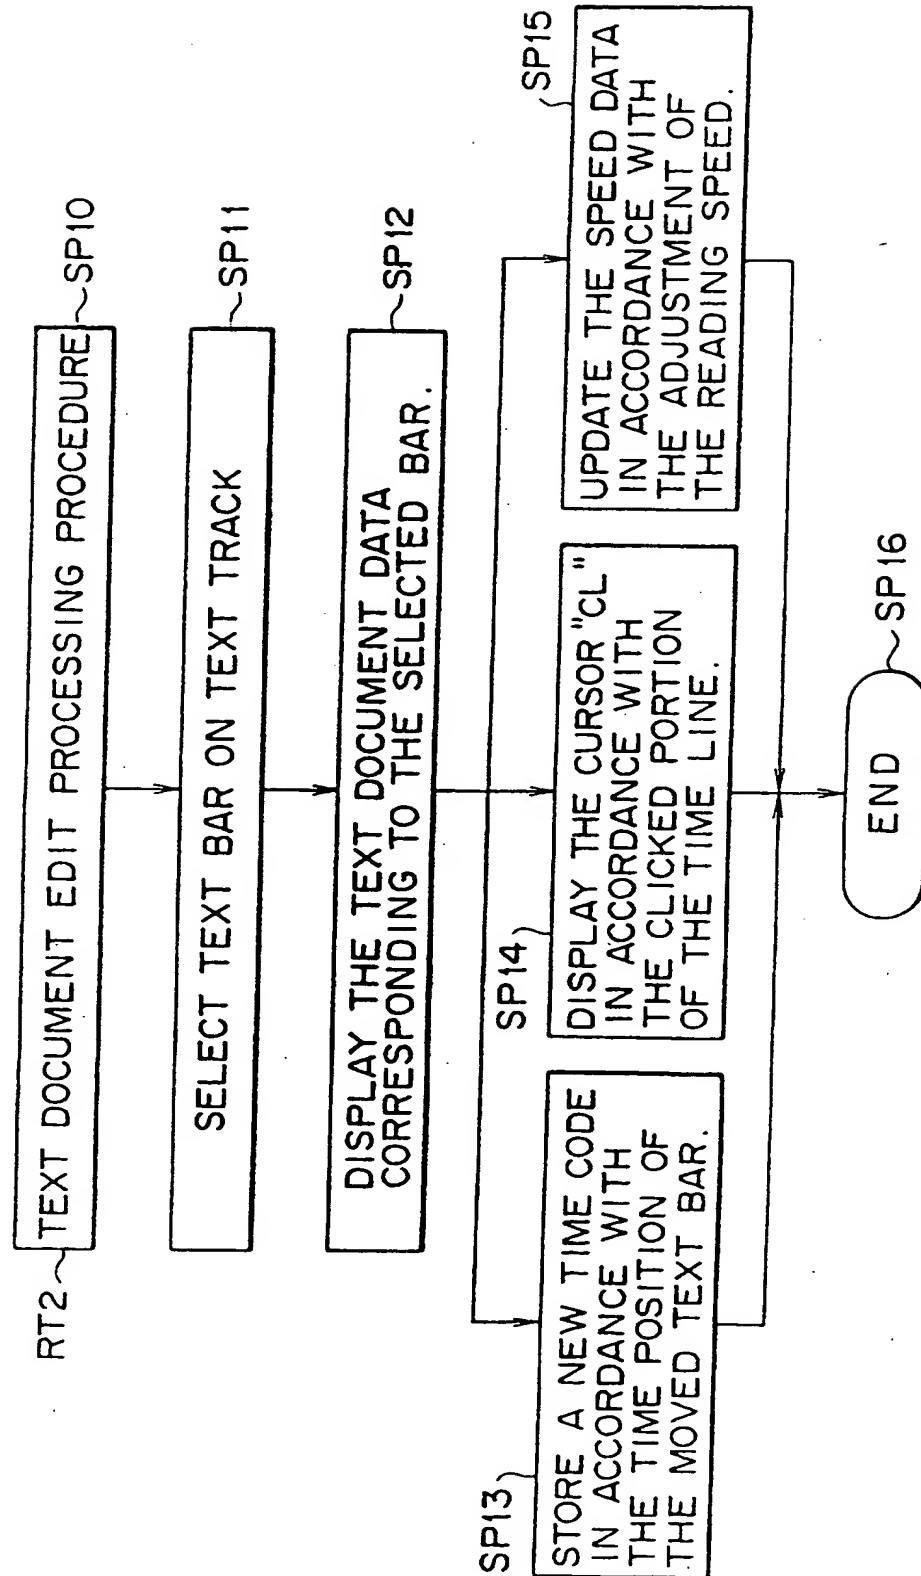 RT2 TEXT DOCUMENT EDIT PROCESSING PROCEDURE SP10
SELECT TEXT BAR ON TEXT TRACK SP11
DISPLAY THE TEXT DOCUMENT DATA
CORRESPONDING TO THE SELECTED BAR.
SP12
SP13
STORE A NEW TIME CODE
IN ACCORDANCE WITH
THE TIME POSITION OF
THE MOVED TEXT BAR.
SP14
DISPLAY THE CURSOR "CL"
IN ACCORDANCE WITH
THE CLICKED PORTION
OF THE TIME LINE.
SP15
UPDATE THE SPEED DATA
IN ACCORDANCE WITH
THE ADJUSTMENT OF
THE READING SPEED.
END SP16